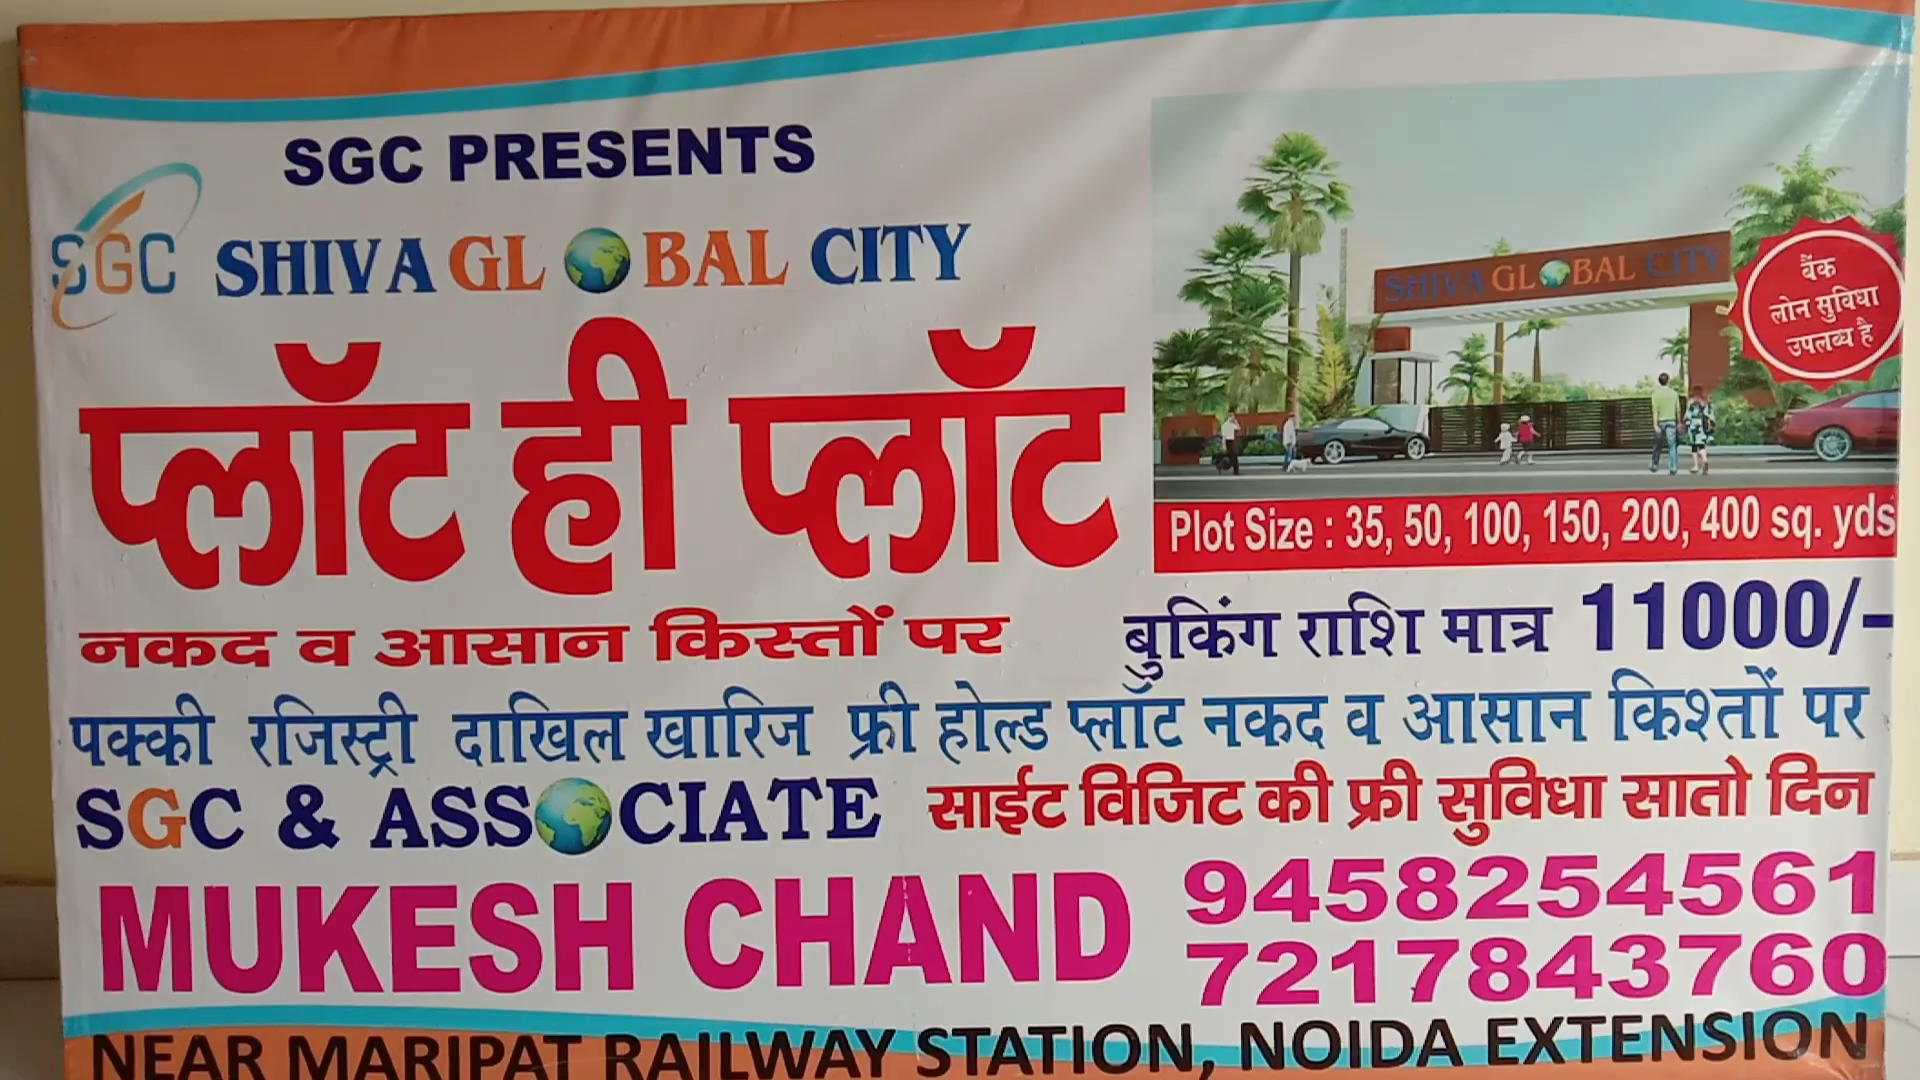 SGC PRESENTS
SGC
SHIVA GLOBAL CITY
SHIVA GLOBAL CITY
बैंक
लोन सुविधा
उपलब्ध है
प्लॉट ही प्लॉट
Plot Size : 35, 50, 100, 150, 200, 400 sq. yds
नकद व आसान किस्तों पर
बुकिंग राशि मात्र 11000/-
पक्की रजिस्ट्री दाखिल खारिज फ्री होल्ड प्लॉट नकद व आसान किश्तों पर
SGC & ASSOCIATE
साईट विजिट की फ्री सुविधा सातो दिन
MUKESH CHAND
9458254561
7217843760
NEAR MARIPAT RAILWAY STATION, NOIDA EXTENSION